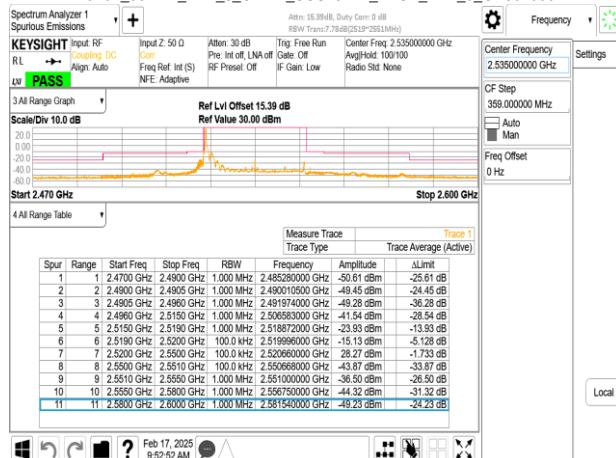 Spectrum Analyzer 1
Spurious Emissions
Attn: 15.39dB, Duty Corr: 0 dB
RBW Trans:7.78dB(2519~2551MHz)
Frequency
Settings
KEYSIGHT
RL
LXI
PASS
Input: RF
Coupling: DC
Align: Auto
Input Z: 50 Ω
Corr
Freq Ref: Int (S)
NFE: Adaptive
Atten: 30 dB
Pre: Int off, LNA off
RF Preset: Off
Trig: Free Run
Gate: Off
IF Gain: Low
Center Freq: 2.535000000 GHz
Avg|Hold: 100/100
Radio Std: None
Center Frequency
2.535000000 GHz
CF Step
359.000000 MHz
Auto
Man
Freq Offset
0 Hz
Local
3 All Range Graph
Scale/Div 10.0 dB
Ref Lvl Offset 15.39 dB
Ref Value 30.00 dBm
20.0
0.00
-20.0
-40.0
-60.0
Start 2.470 GHz
Stop 2.600 GHz
4 All Range Table
Measure Trace Trace 1
Trace Type Trace Average (Active)
Spur Range Start Freq Stop Freq RBW Frequency Amplitude ΔLimit
1 1 2.4700 GHz 2.4900 GHz 1.000 MHz 2.485280000 GHz -50.61 dBm -25.61 dB
2 2 2.4900 GHz 2.4905 GHz 1.000 MHz 2.490010500 GHz -49.45 dBm -24.45 dB
3 3 2.4905 GHz 2.4960 GHz 1.000 MHz 2.491974000 GHz -49.28 dBm -36.28 dB
4 4 2.4960 GHz 2.5150 GHz 1.000 MHz 2.506583000 GHz -41.54 dBm -28.54 dB
5 5 2.5150 GHz 2.5190 GHz 1.000 MHz 2.518872000 GHz -23.93 dBm -13.93 dB
6 6 2.5190 GHz 2.5200 GHz 100.0 kHz 2.519996000 GHz -15.13 dBm -5.128 dB
7 7 2.5200 GHz 2.5500 GHz 100.0 kHz 2.520660000 GHz 28.27 dBm -1.733 dB
8 8 2.5500 GHz 2.5510 GHz 100.0 kHz 2.550668000 GHz -43.87 dBm -33.87 dB
9 9 2.5510 GHz 2.5550 GHz 1.000 MHz 2.551000000 GHz -36.50 dBm -26.50 dB
10 10 2.5550 GHz 2.5800 GHz 1.000 MHz 2.556750000 GHz -44.32 dBm -31.32 dB
11 11 2.5800 GHz 2.6000 GHz 1.000 MHz 2.581540000 GHz -49.23 dBm -24.23 dB
Feb 17, 2025
9:52:52 AM